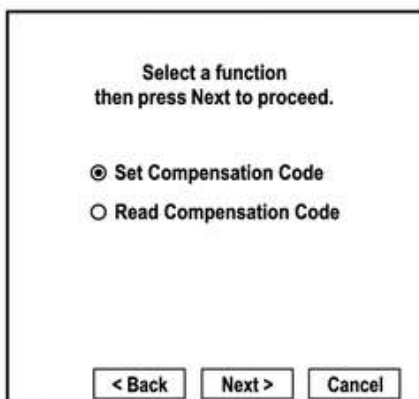 Select a function
then press Next to proceed.
Set Compensation Code
Read Compensation Code
< Back Next > Cancel